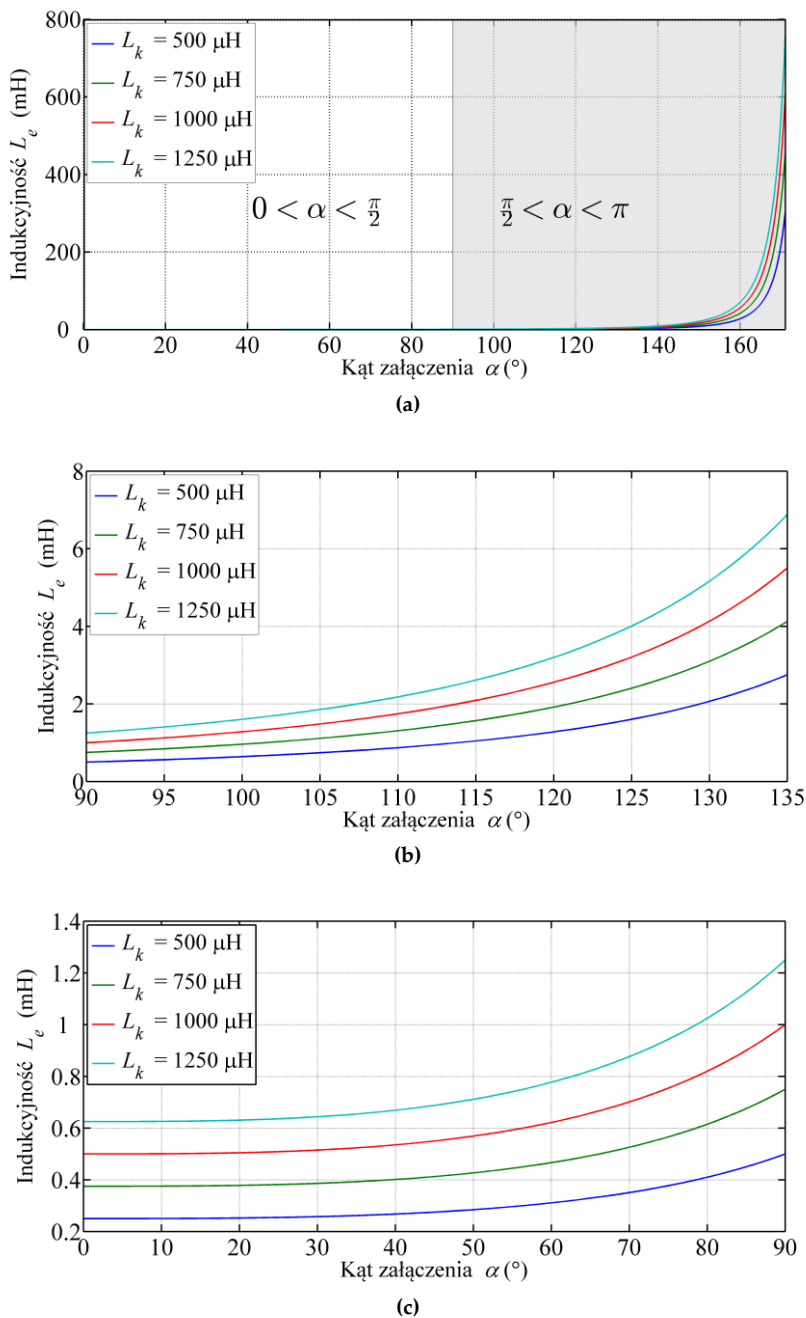 800
600
400
200
0
Indukcyjność L_e (mH)
L_k = 500 μH
L_k = 750 μH
L_k = 1000 μH
L_k = 1250 μH
0 < α < π/2
π/2 < α < π
0 20 40 60 80 100 120 140 160
Kąt załączenia α (°)
(a)
8
6
4
2
0
Indukcyjność L_e (mH)
L_k = 500 μH
L_k = 750 μH
L_k = 1000 μH
L_k = 1250 μH
90 95 100 105 110 115 120 125 130 135
Kąt załączenia α (°)
(b)
1.4
1.2
1
0.8
0.6
0.4
0.2
Indukcyjność L_e (mH)
L_k = 500 μH
L_k = 750 μH
L_k = 1000 μH
L_k = 1250 μH
0 10 20 30 40 50 60 70 80 90
Kąt załączenia α (°)
(c)